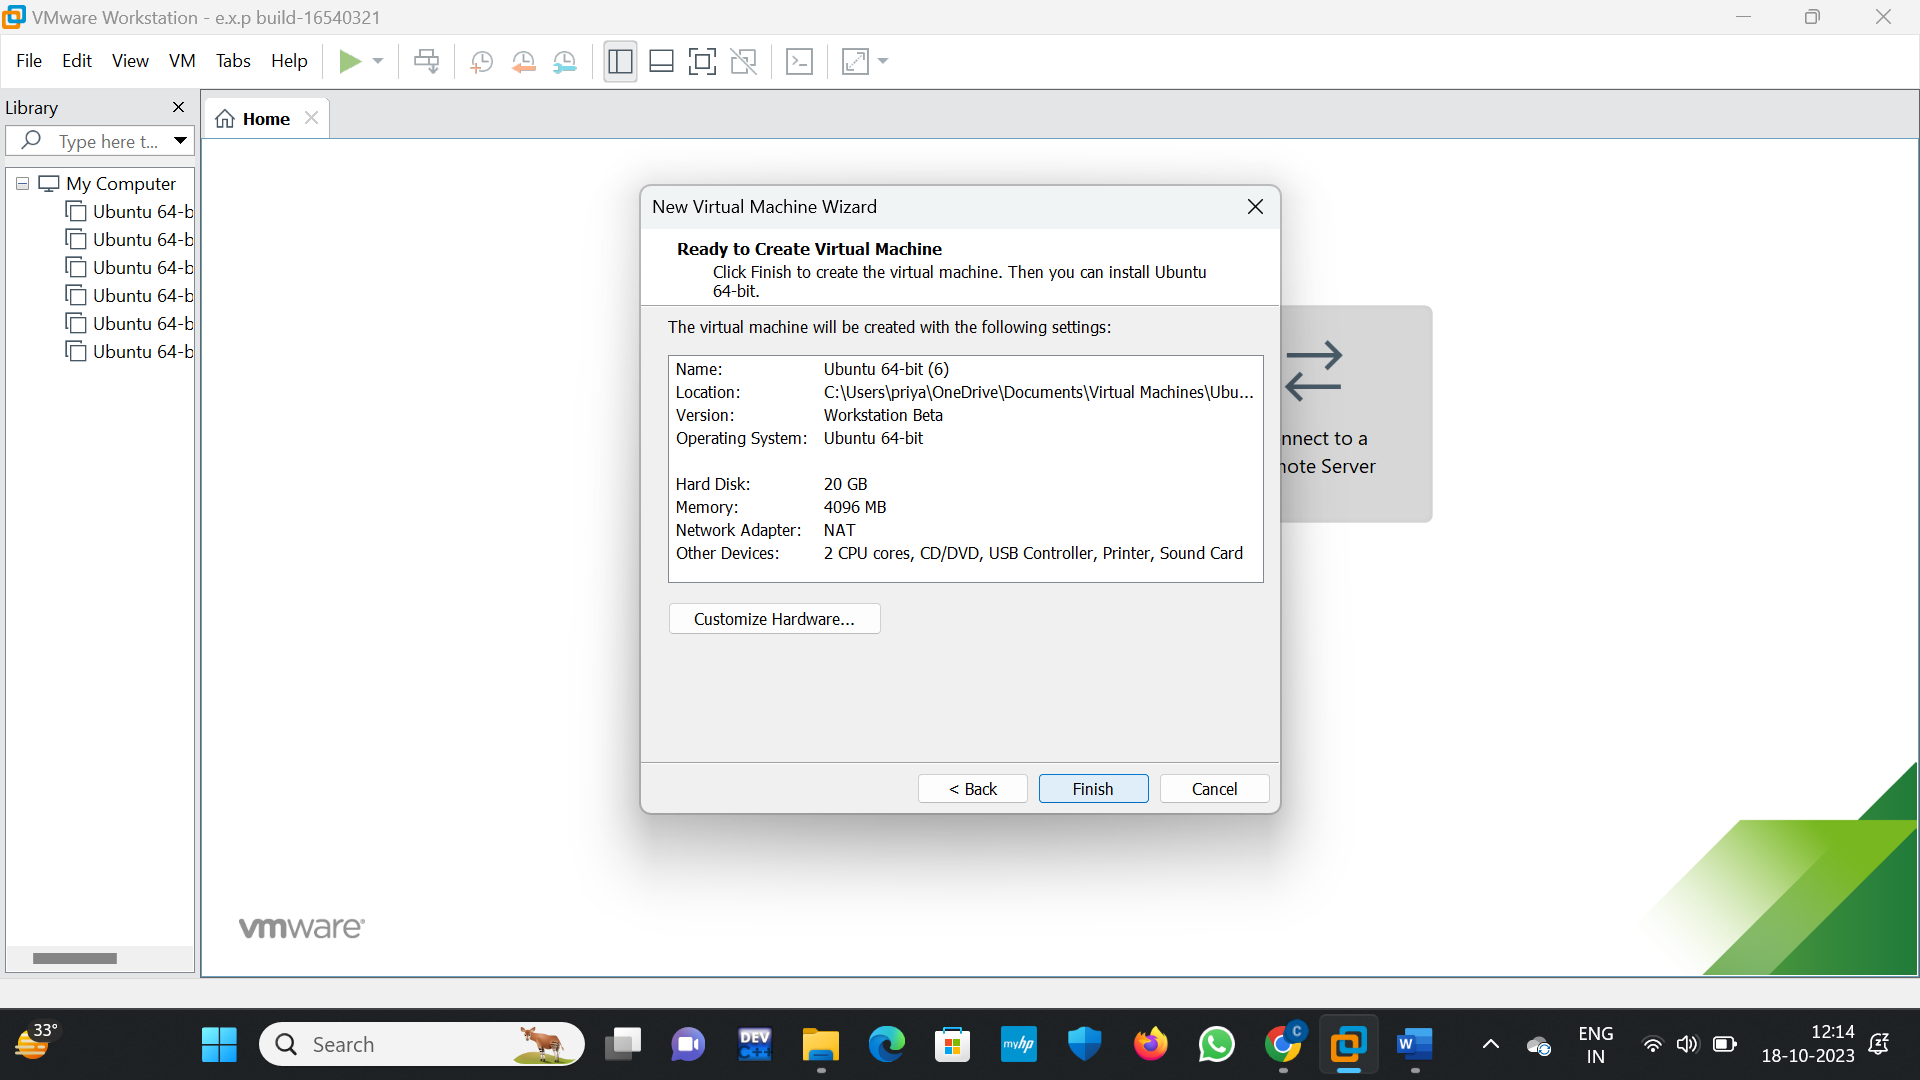 VMware Workstation - e.x.p build-16540321
File Edit View VM Tabs Help
Library
Home
Type here t...
My Computer
Ubuntu 64-b
Ubuntu 64-b
Ubuntu 64-b
Ubuntu 64-b
Ubuntu 64-b
Ubuntu 64-b
New Virtual Machine Wizard
Ready to Create Virtual Machine
Click Finish to create the virtual machine. Then you can install Ubuntu
64-bit.
The virtual machine will be created with the following settings:
Name: Ubuntu 64-bit (6)
Location: C:\Users\priya\OneDrive\Documents\Virtual Machines\Ubu...
Version: Workstation Beta
Operating System: Ubuntu 64-bit
Hard Disk: 20 GB
Memory: 4096 MB
Network Adapter: NAT
Other Devices: 2 CPU cores, CD/DVD, USB Controller, Printer, Sound Card
Customize Hardware...
< Back Finish Cancel
nnect to a
note Server
vmware
33°
Search
DEV
C++
myhp
C
W
ENG
IN
12:14
18-10-2023